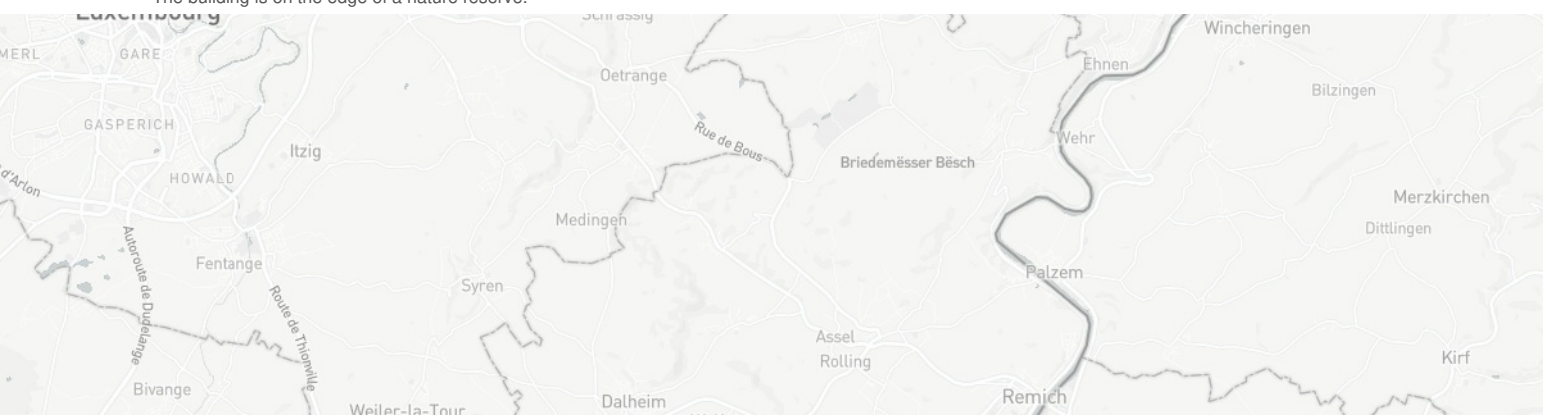 The building is on the edge of a nature reserve.
Luxembourg
Schrassig
Wincheringen
MERL
GARE
Oetrange
Ehnen
Bilzingen
GASPERICH
Rue de Bous
Wehr
Itzig
Briedemësser Bësch
d'Arlon
HOWALD
Merzkirchen
Medingen
Dittlingen
Autoroute de Dudelange
Fentange
Palzem
Syren
Route de Thionville
Assel
Rolling
Kirf
Bivange
Remich
Dalheim
Weiler-la-Tour